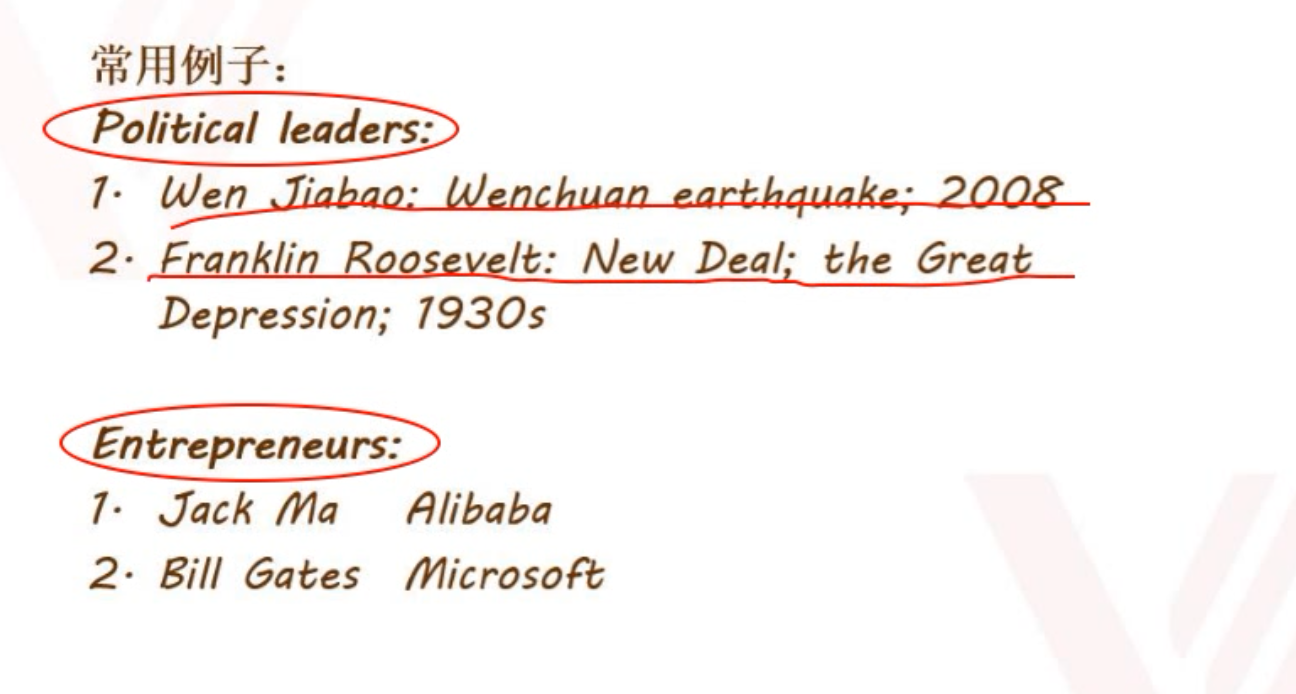 常用例子：
Political leaders:
1. Wen Jiabao: Wenchuan earthquake; 2008
2. Franklin Roosevelt: New Deal; the Great
Depression; 1930s
Entrepreneurs:
1. Jack Ma Alibaba
2. Bill Gates Microsoft